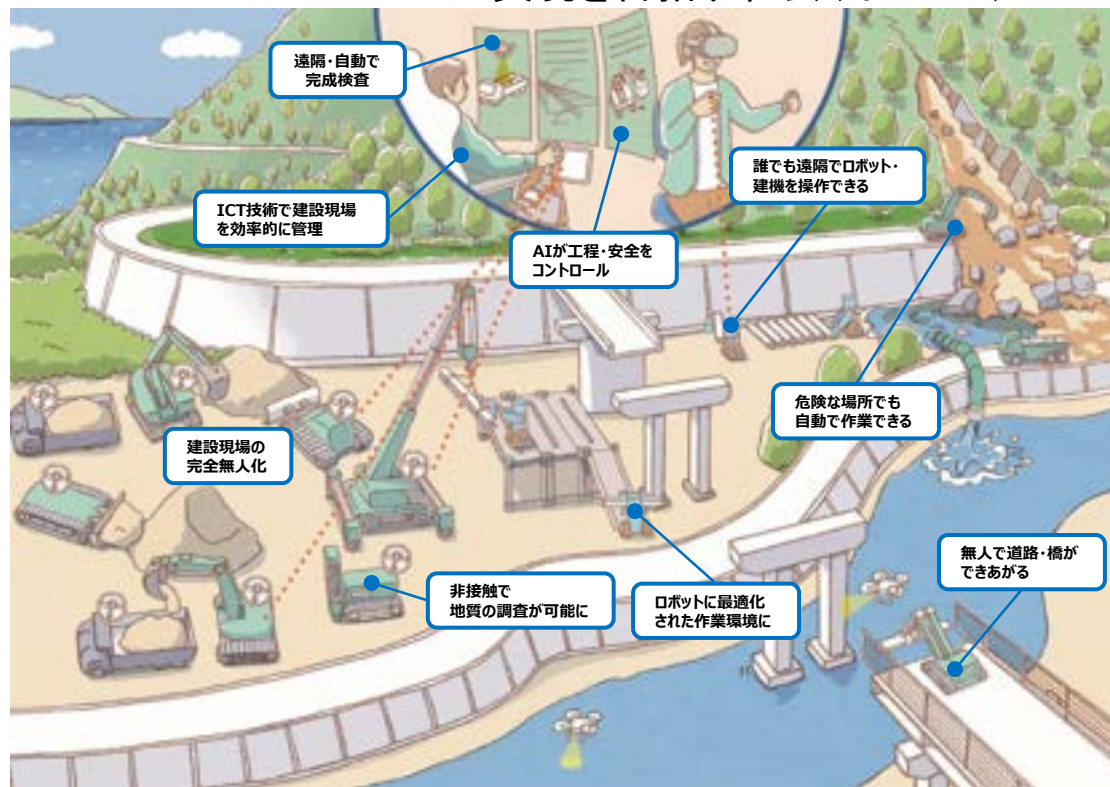 遠隔・自動で
完成検査
ICT技術で建設現場
を効率的に管理
AIが工程・安全を
コントロール
誰でも遠隔でロボット・
建機を操作できる
危険な場所でも
自動で作業できる
建設現場の
完全無人化
非接触で
地質の調査が可能に
ロボットに最適化
された作業環境に
無人で道路・橋が
できあがる